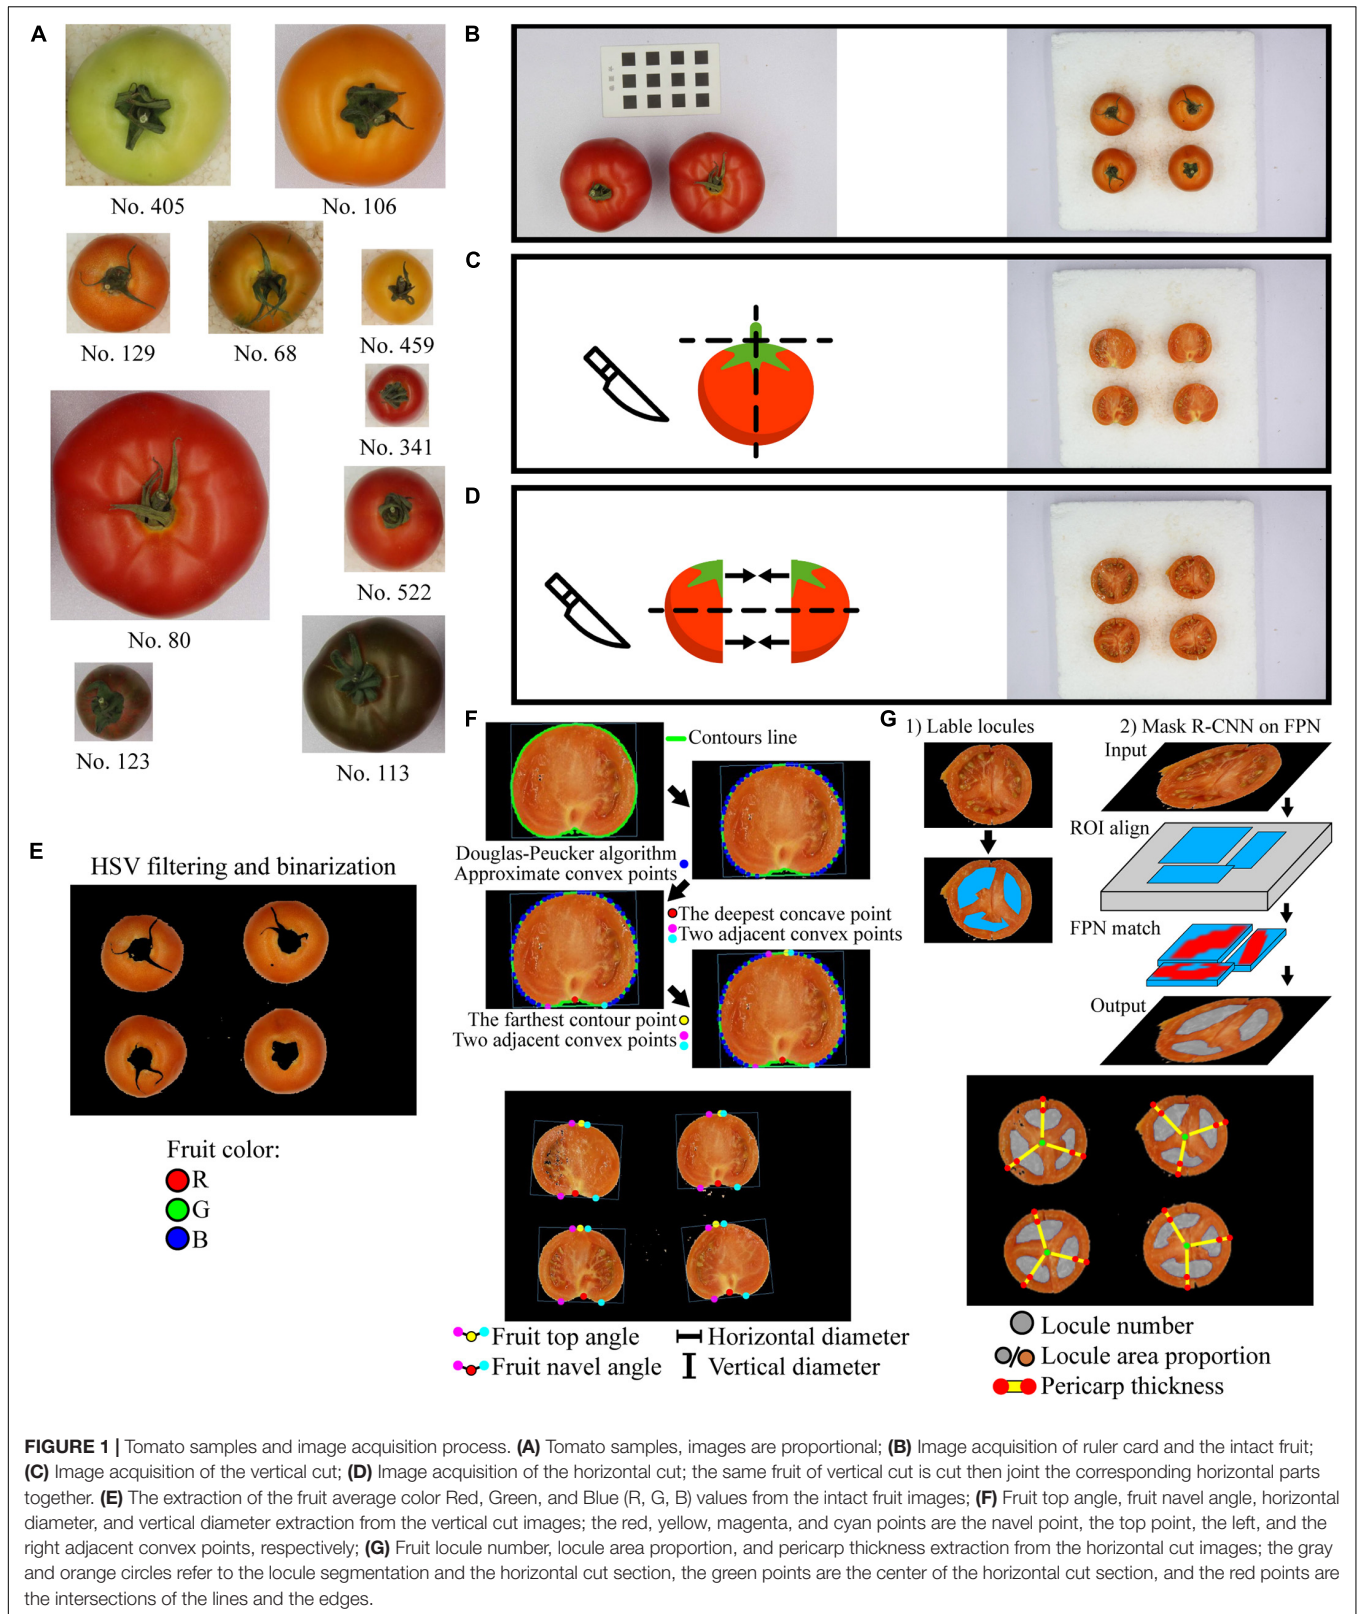 A
No. 405
No. 106
No. 129
No. 68
No. 459
No. 341
No. 80
No. 522
No. 123
No. 113
B
C
D
E
HSV filtering and binarization
Fruit color:
R
G
B
F
Contours line
Douglas-Peucker algorithm
Approximate convex points
The deepest concave point
Two adjacent convex points
The farthest contour point
Two adjacent convex points
Fruit top angle
Horizontal diameter
Fruit navel angle
Vertical diameter
G
1) Lable locules
2) Mask R-CNN on FPN
Input
ROI align
FPN match
Output
Locule number
Locule area proportion
Pericarp thickness
FIGURE 1 | Tomato samples and image acquisition process. (A) Tomato samples, images are proportional; (B) Image acquisition of ruler card and the intact fruit;
(C) Image acquisition of the vertical cut; (D) Image acquisition of the horizontal cut; the same fruit of vertical cut is cut then joint the corresponding horizontal parts
together. (E) The extraction of the fruit average color Red, Green, and Blue (R, G, B) values from the intact fruit images; (F) Fruit top angle, fruit navel angle, horizontal
diameter, and vertical diameter extraction from the vertical cut images; the red, yellow, magenta, and cyan points are the navel point, the top point, the left, and the
right adjacent convex points, respectively; (G) Fruit locule number, locule area proportion, and pericarp thickness extraction from the horizontal cut images; the gray
and orange circles refer to the locule segmentation and the horizontal cut section, the green points are the center of the horizontal cut section, and the red points are
the intersections of the lines and the edges.